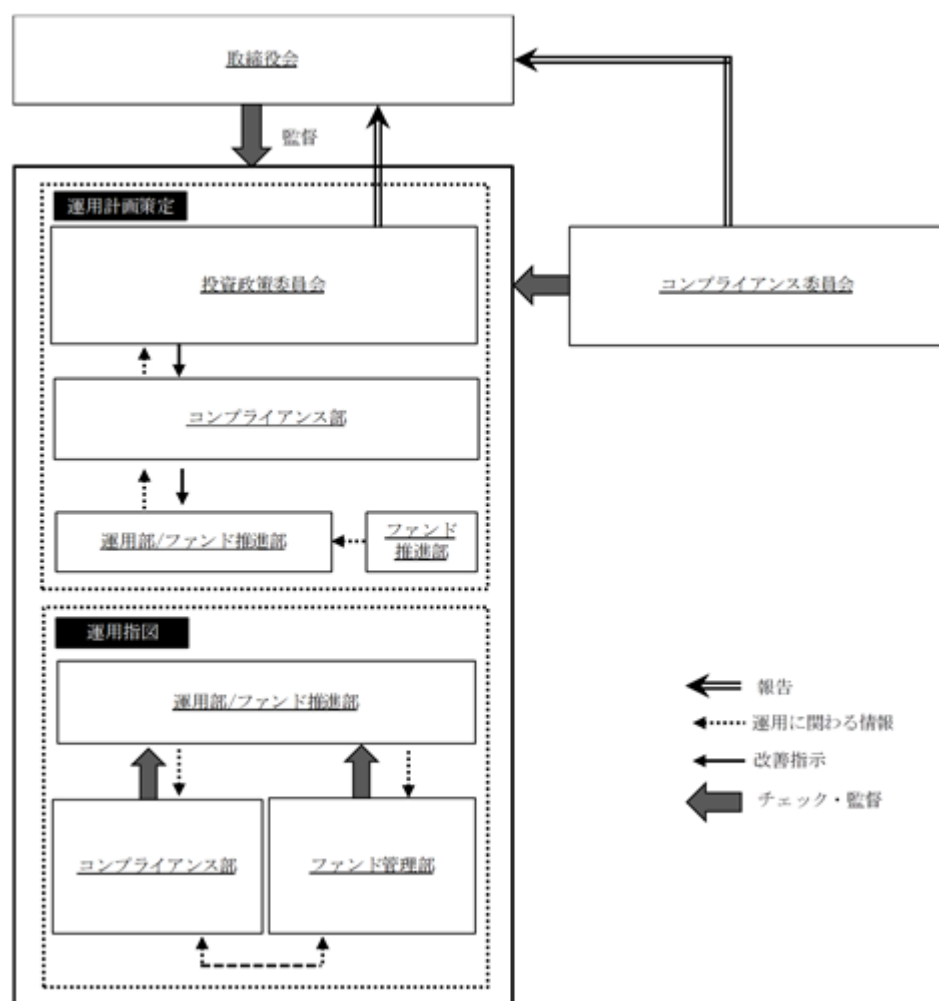 取締役会
監督
運用計画策定
投資政策委員会
コンプライアンス委員会
コンプライアンス部
運用部/ファンド推進部
ファンド
推進部
運用指図
運用部/ファンド推進部
コンプライアンス部
ファンド管理部
報告
運用に関わる情報
改善指示
チェック・監督